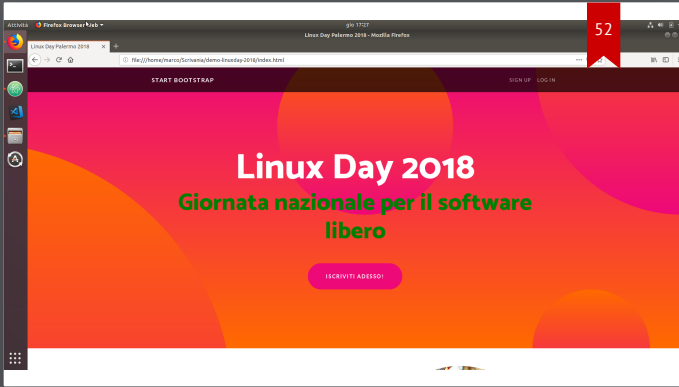 Attività
Firefox Browser Web
gio 17:27
52
Linux Day Palermo 2018 - Mozilla Firefox
Linux Day Palermo 2018
file:///home/marco/Scrivania/demo-linuxday-2018/index.html
START BOOTSTRAP
SIGN UP LOG IN
Linux Day 2018
Giornata nazionale per il software
libero
ISCRIVITI ADESSO!